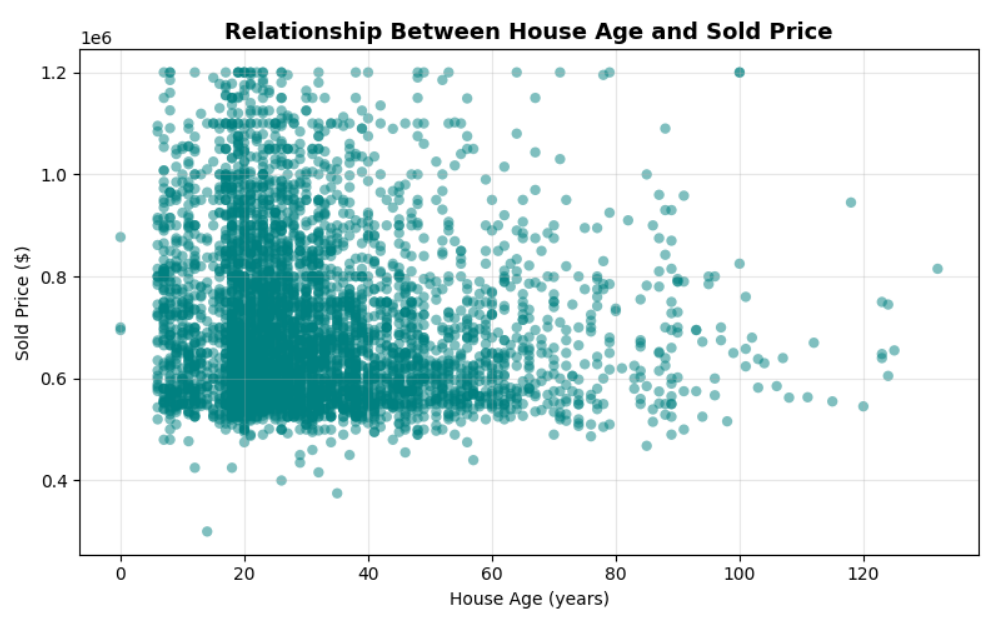 Relationship Between House Age and Sold Price
1e6
1.2
1.0
0.8
0.6
0.4
Sold Price ($)
0 20 40 60 80 100 120
House Age (years)